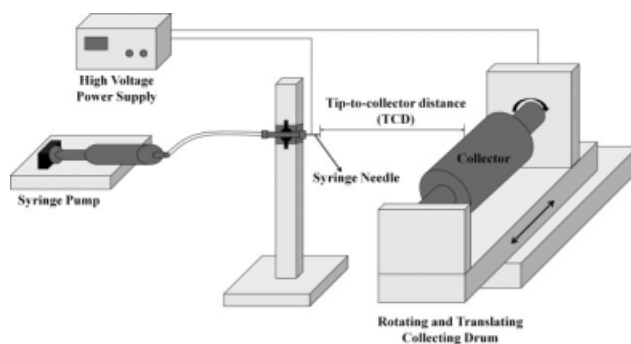 High Voltage
Power Supply
Tip-to-collector distance
(TCD)
Collector
Syringe Needle
Syringe Pump
Rotating and Translating
Collecting Drum